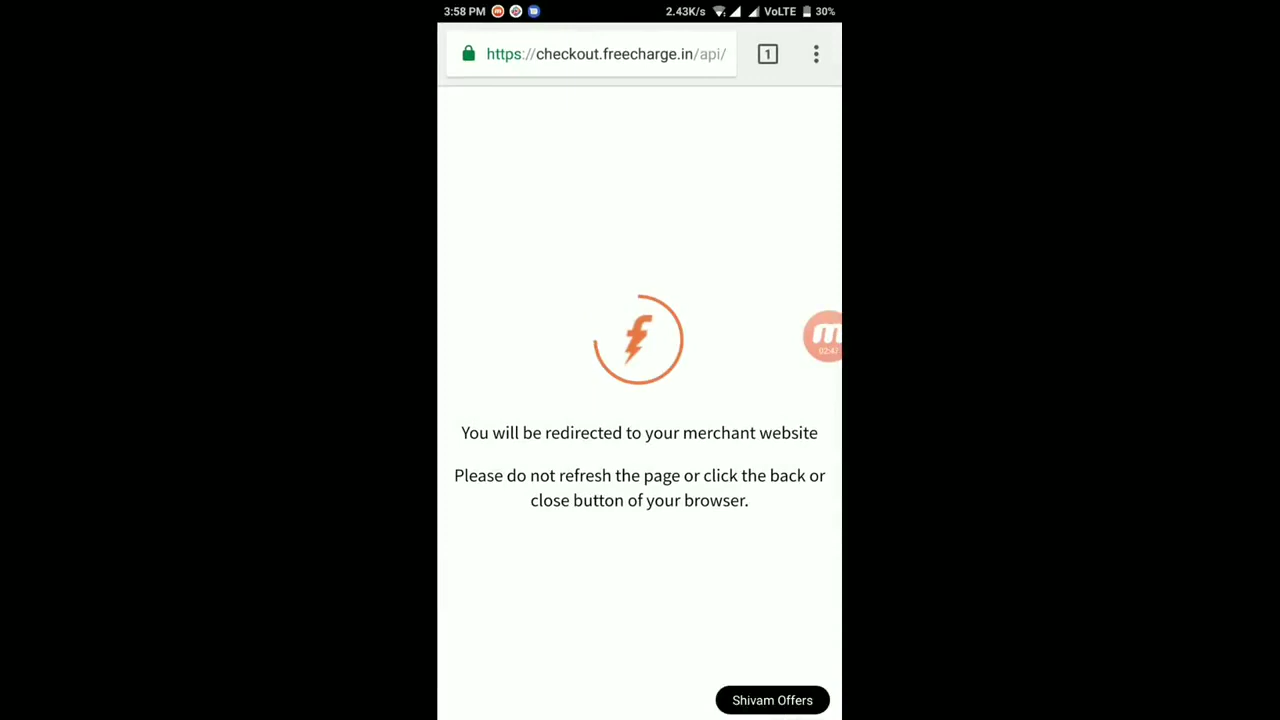 3:58 PM 2.43K/s VoLTE 30%
https://checkout.freecharge.in/api/ 1
m
02:47
You will be redirected to your merchant website
Please do not refresh the page or click the back or
close button of your browser.
Shivam Offers